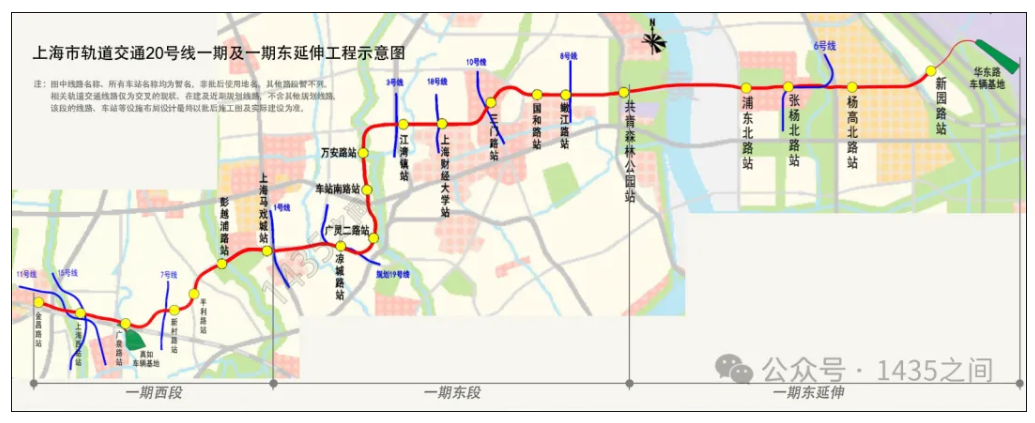 上海市轨道交通20号线一期及一期东延伸工程示意图
注：图中线路名称、所有车站名称均为暂名，非批后使用地名。其他路段暂不列，
相关轨道交通线路仅为交叉的现状、在建及近期规划线路，不含其他规划线路，
该段的线路、车站等设施布局设计最终以批后施工图及实际建设为准。
N
6号线
华东路
车辆基地
新园路站
杨高北路站
张杨北路站
浦东北路站
共青森林公园站
8号线
嫩江路站
国和路站
10号线
三门路站
18号线
上海财经大学站
3号线
江湾镇站
万安路站
车站南路站
广灵二路站
规划19号线
凉城路站
1号线
上海马戏城站
彭越浦路站
平利路站
7号线
新村路站
真如
车辆基地
广泉路站
15号线
上海西站站
11号线
金昌路站
1435之间
公众号 · 1435之间
一期西段
一期东段
一期东延伸